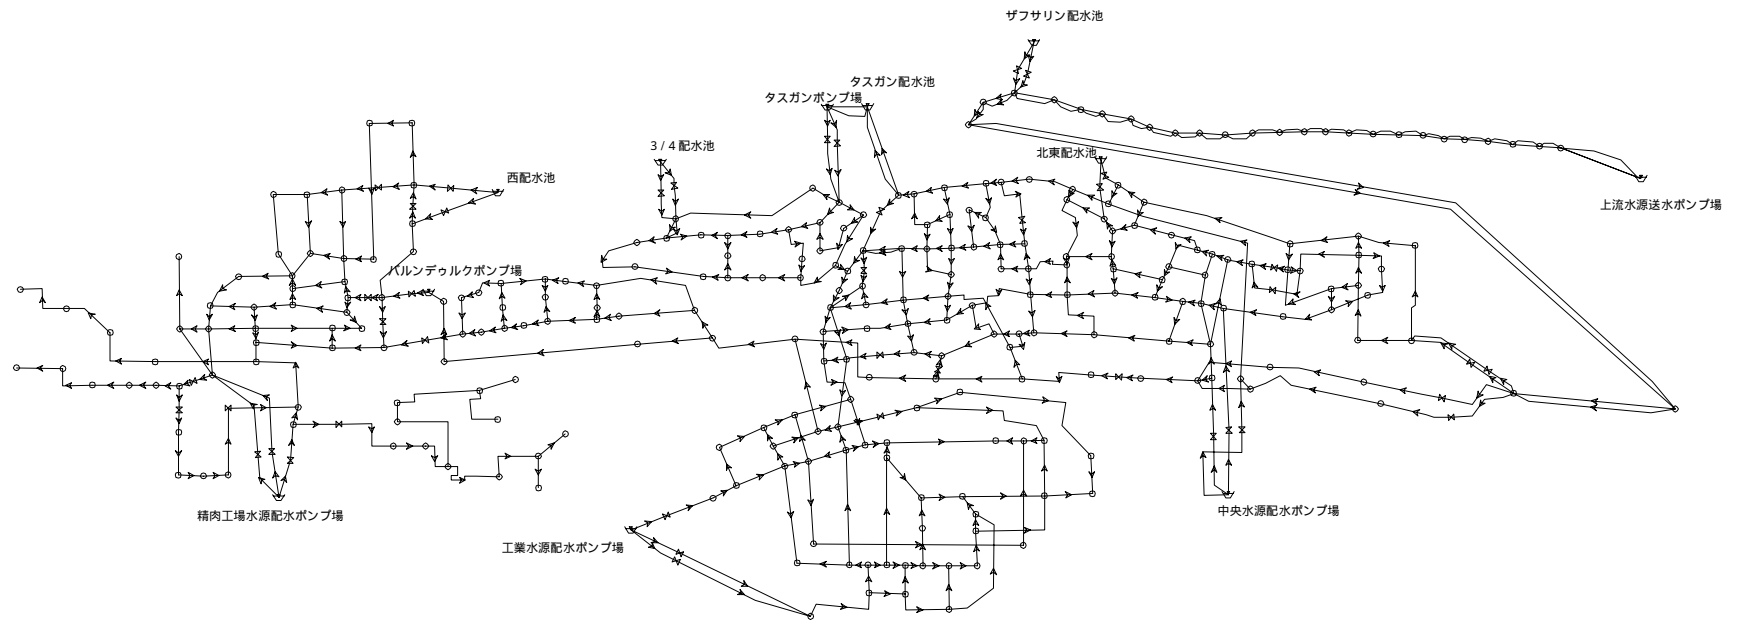 ザフサリン配水池
タスガン配水池
タスガンポンプ場
3 / 4 配水池
北東配水池
西配水池
上流水源送水ポンプ場
バルンデゥルクポンプ場
精肉工場水源配水ポンプ場
中央水源配水ポンプ場
工業水源配水ポンプ場